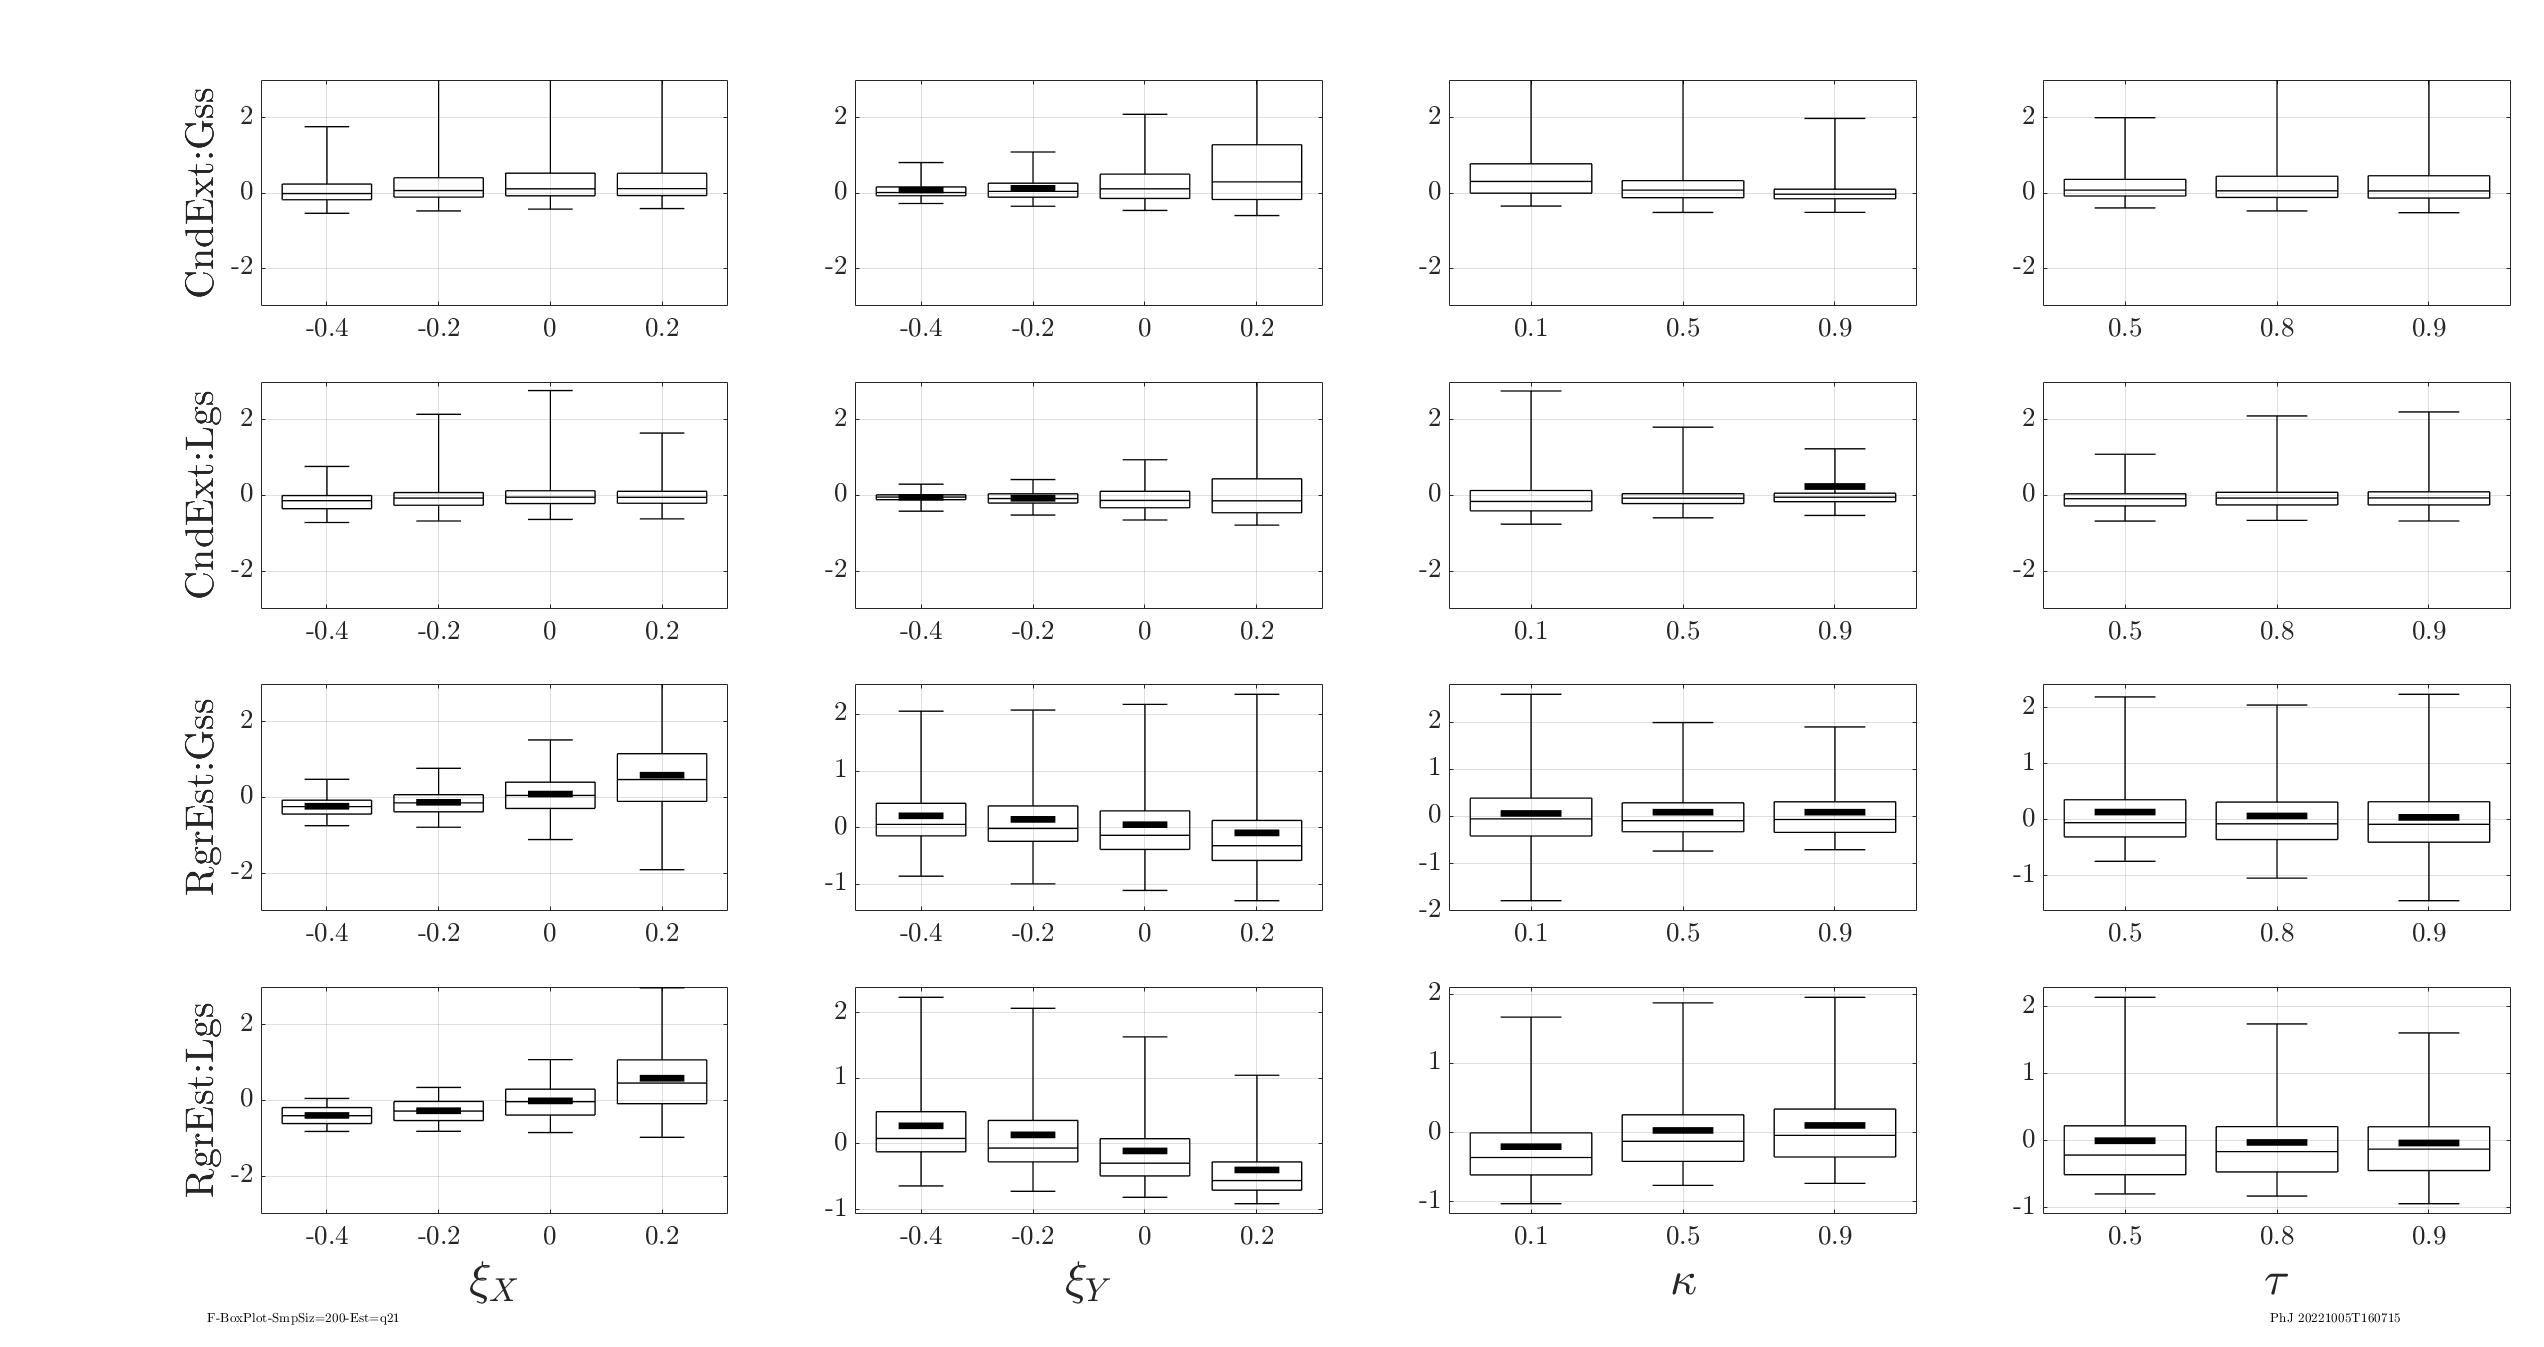 CndExt:Gss
2 0 -2 -0.4 -0.2 0 0.2
2 0 -2 -0.4 -0.2 0 0.2
2 0 -2 0.1 0.5 0.9
2 0 -2 0.5 0.8 0.9
CndExt:Lgs
2 0 -2 -0.4 -0.2 0 0.2
2 0 -2 -0.4 -0.2 0 0.2
2 0 -2 0.1 0.5 0.9
2 0 -2 0.5 0.8 0.9
RgrEst:Gss
2 0 -2 -0.4 -0.2 0 0.2
2 1 0 -1 -0.4 -0.2 0 0.2
2 1 0 -1 -2 0.1 0.5 0.9
2 1 0 -1 0.5 0.8 0.9
RgrEst:Lgs
2 0 -2 -0.4 -0.2 0 0.2
2 1 0 -1 -0.4 -0.2 0 0.2
2 1 0 -1 0.1 0.5 0.9
2 1 0 -1 0.5 0.8 0.9
ξX ξY κ τ
F-BoxPlot-SmpSiz=200-Est=q21
PhJ 20221005T160715